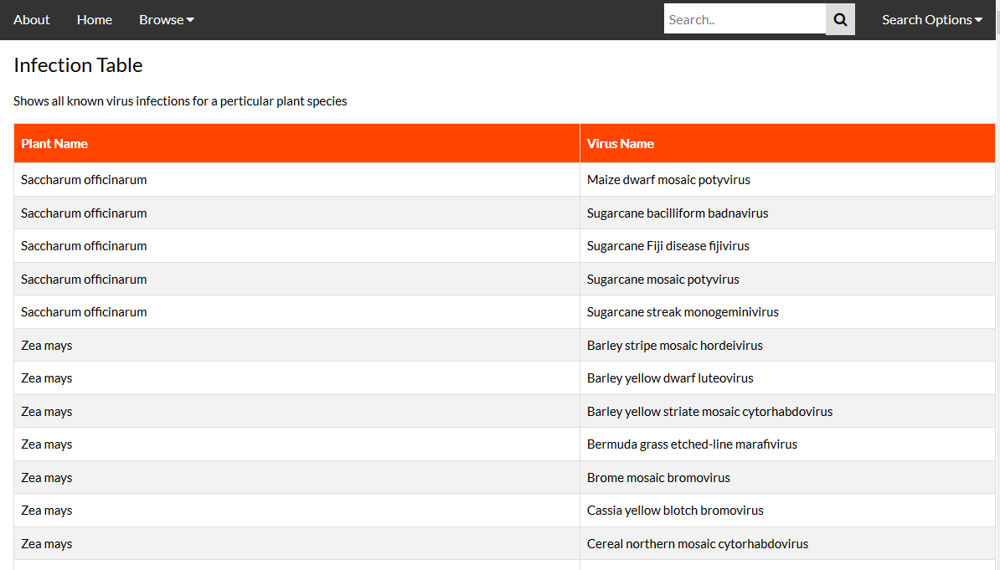 About Home Browse Search.. Search Options
Infection Table
Shows all known virus infections for a perticular plant species
Plant Name Virus Name
Saccharum officinarum Maize dwarf mosaic potyvirus
Saccharum officinarum Sugarcane bacilliform badnavirus
Saccharum officinarum Sugarcane Fiji disease fijivirus
Saccharum officinarum Sugarcane mosaic potyvirus
Saccharum officinarum Sugarcane streak monogeminivirus
Zea mays Barley stripe mosaic hordeivirus
Zea mays Barley yellow dwarf luteovirus
Zea mays Barley yellow striate mosaic cytorhabdovirus
Zea mays Bermuda grass etched-line marafivirus
Zea mays Brome mosaic bromovirus
Zea mays Cassia yellow blotch bromovirus
Zea mays Cereal northern mosaic cytorhabdovirus